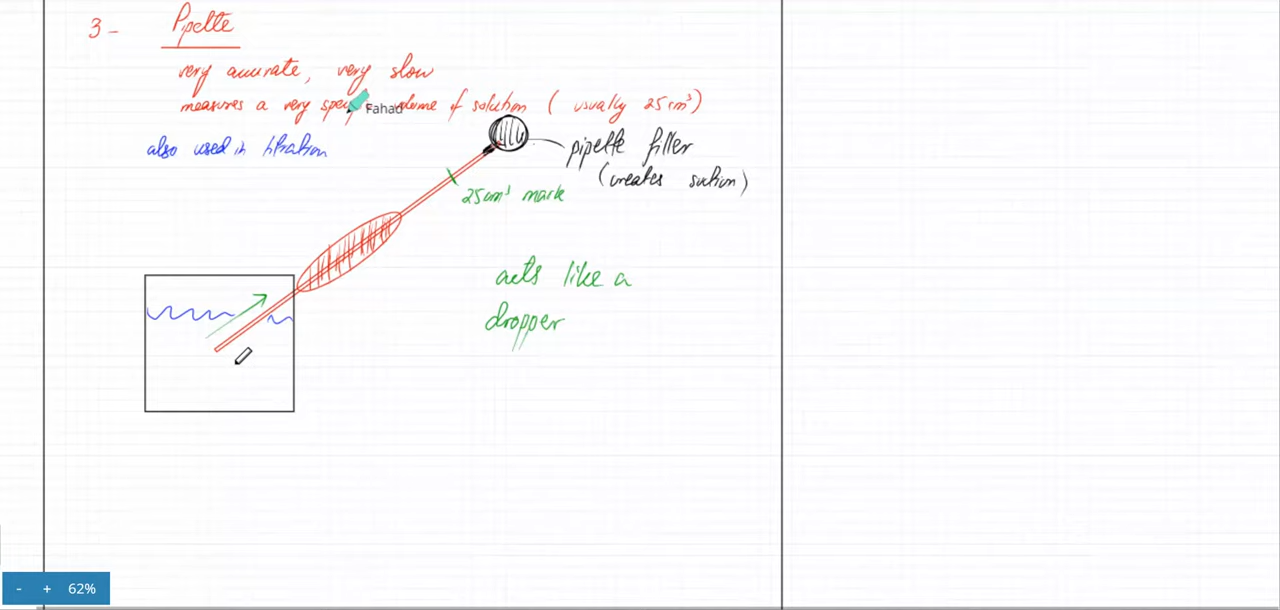 3 - Pipette
very accurate, very slow
measures a very spec Fahad olume of solution ( usually 25cm³)
also used in titration
pipette filler
(creates suction)
25cm³ mark
acts like a
dropper
- + 62%